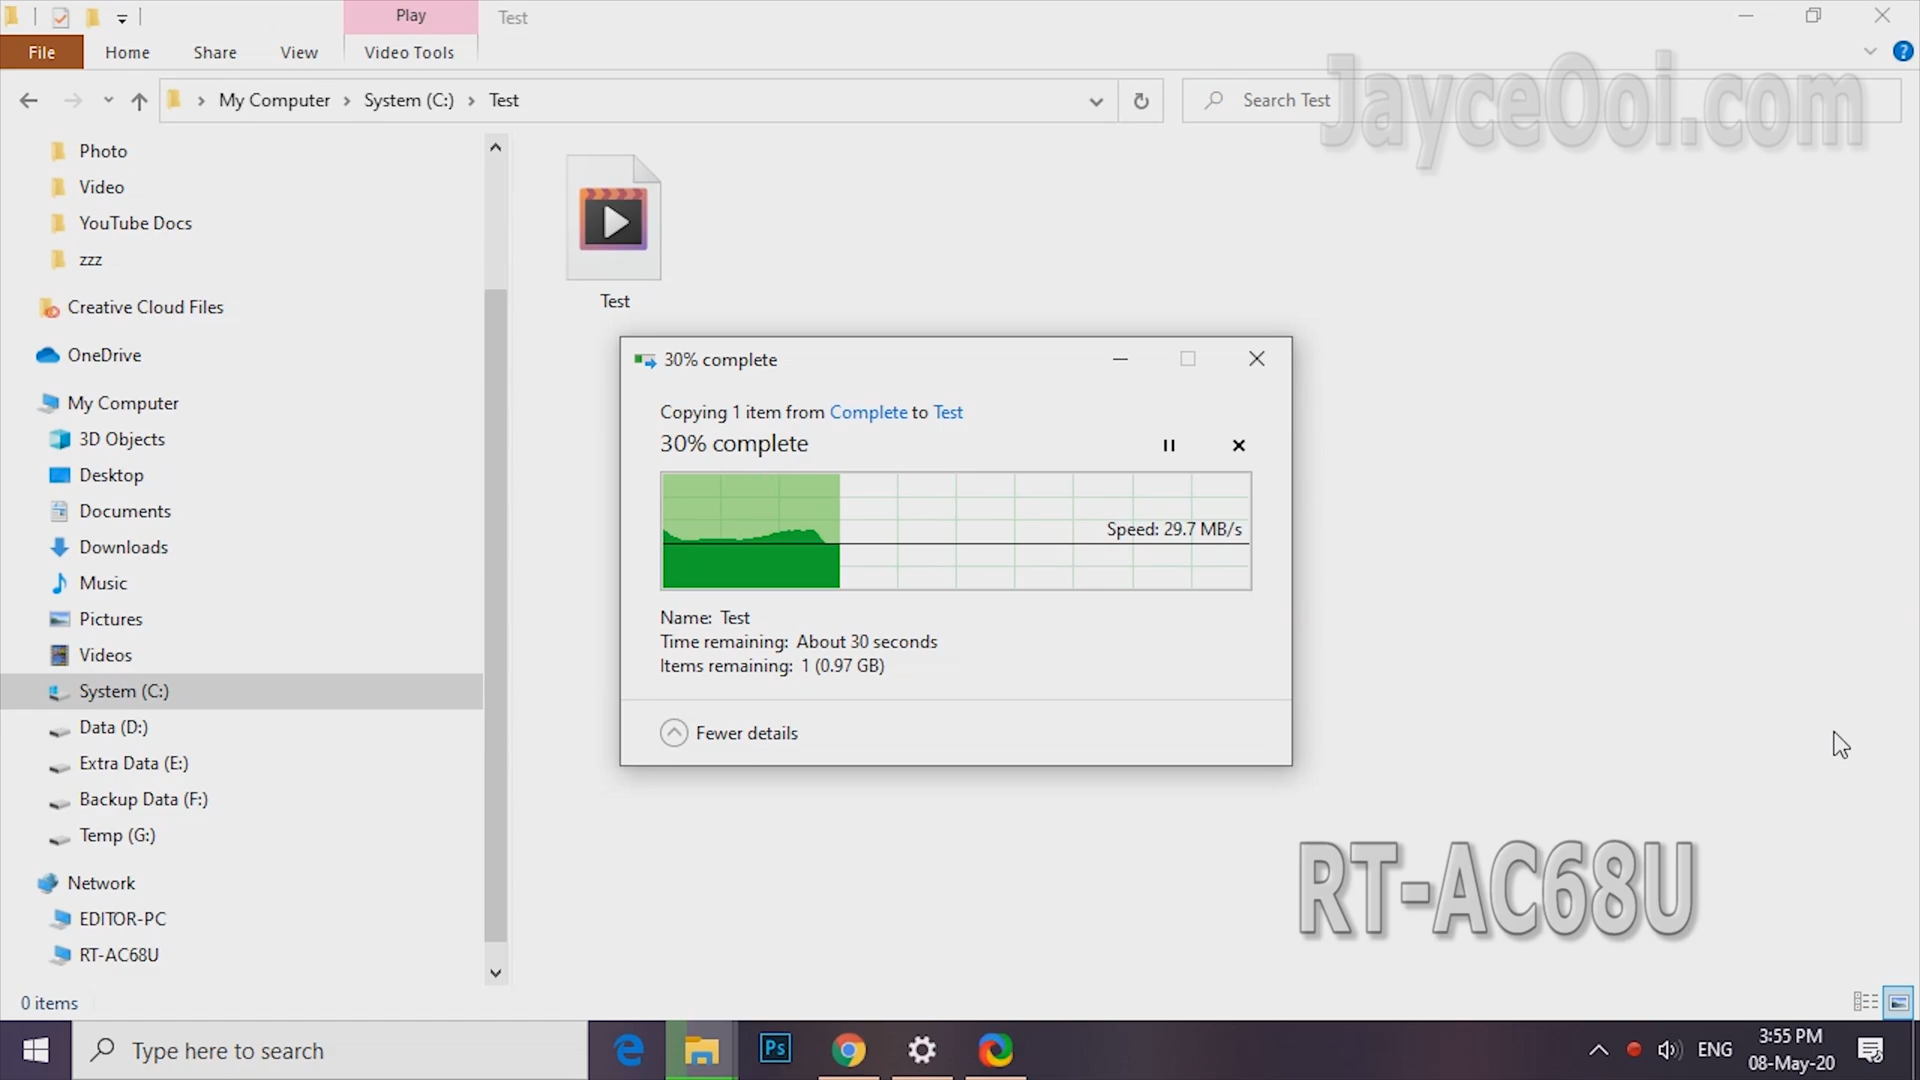 Play
Test
File
Home
Share
View
Video Tools
My Computer
System (C:)
Test
Search Test
JayceOoi.com
Photo
Video
YouTube Docs
zzz
Creative Cloud Files
OneDrive
My Computer
3D Objects
Desktop
Documents
Downloads
Music
Pictures
Videos
System (C:)
Data (D:)
Extra Data (E:)
Backup Data (F:)
Temp (G:)
Network
EDITOR-PC
RT-AC68U
0 items
Test
30% complete
Copying 1 item from Complete to Test
30% complete
Speed: 29.7 MB/s
Name: Test
Time remaining: About 30 seconds
Items remaining: 1 (0.97 GB)
Fewer details
RT-AC68U
Type here to search
Ps
ENG
3:55 PM
08-May-20